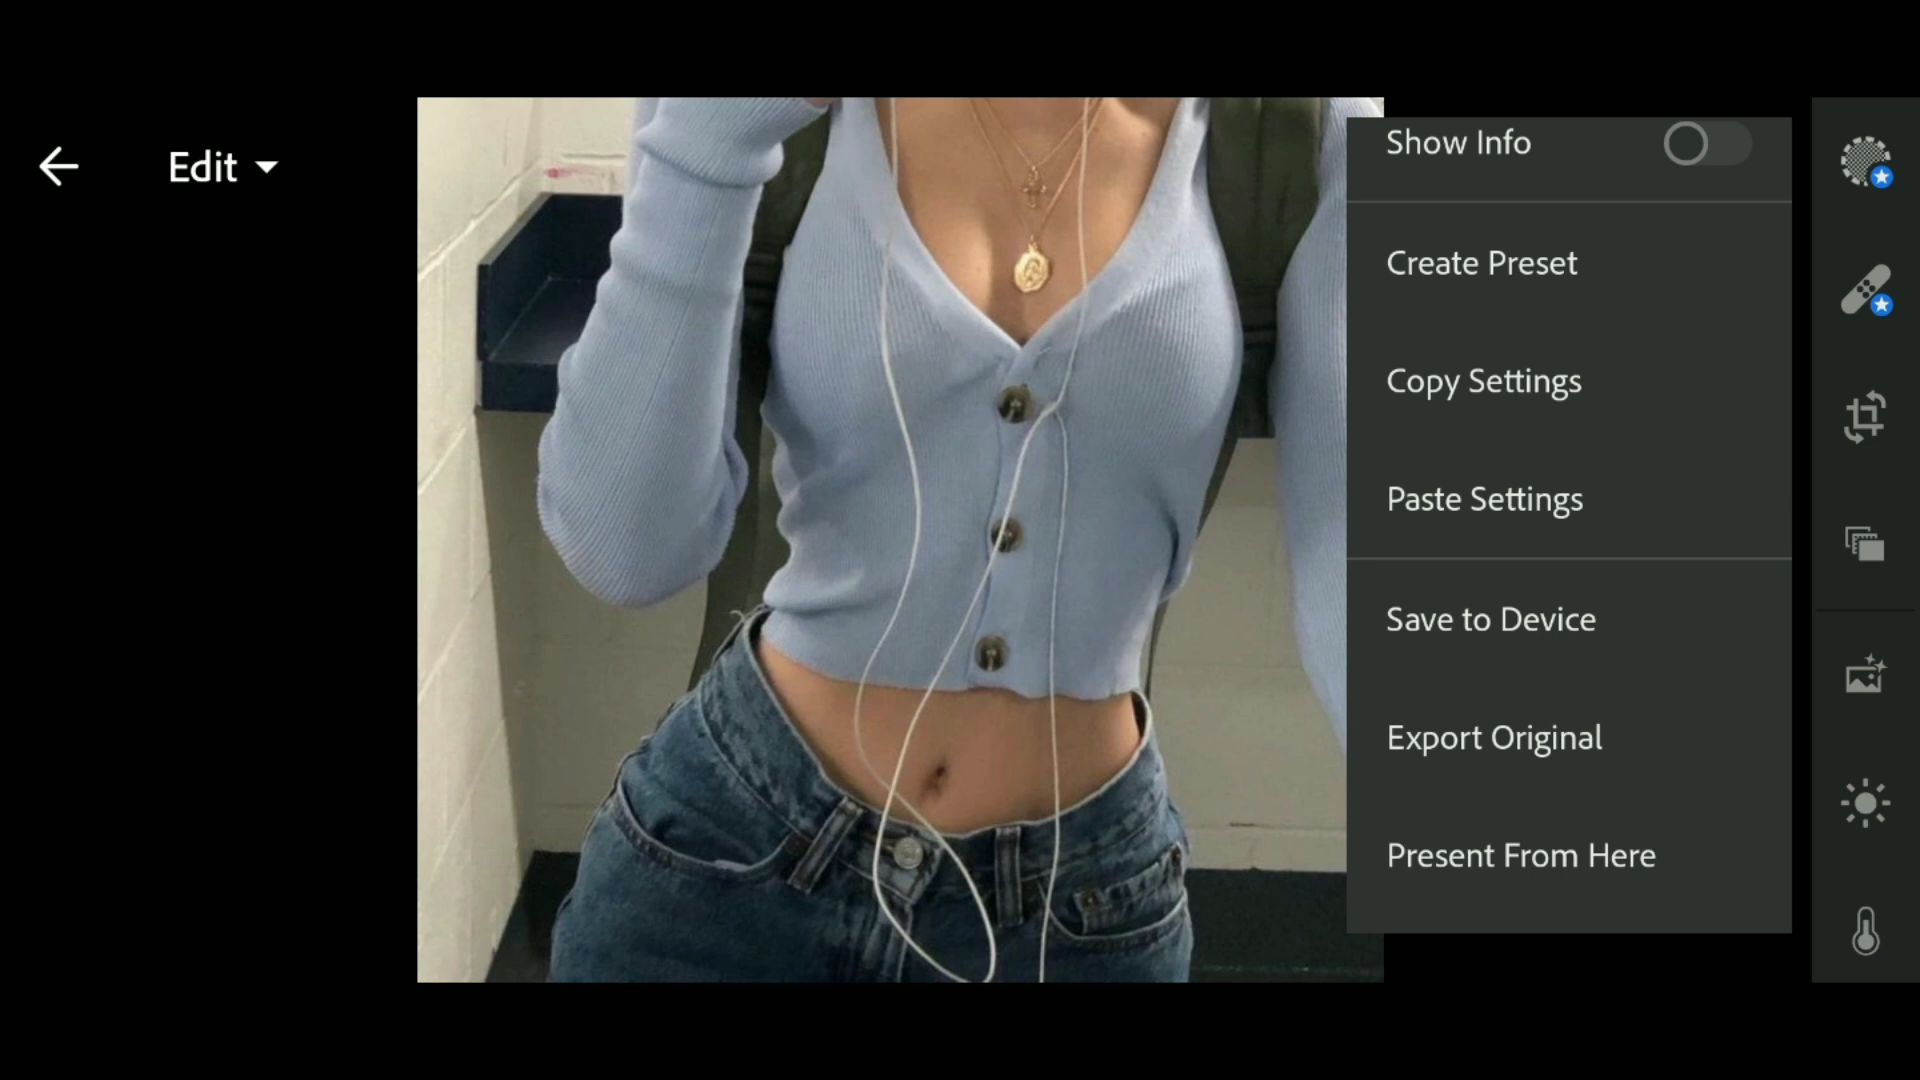 Edit
Show Info
Create Preset
Copy Settings
Paste Settings
Save to Device
Export Original
Present From Here